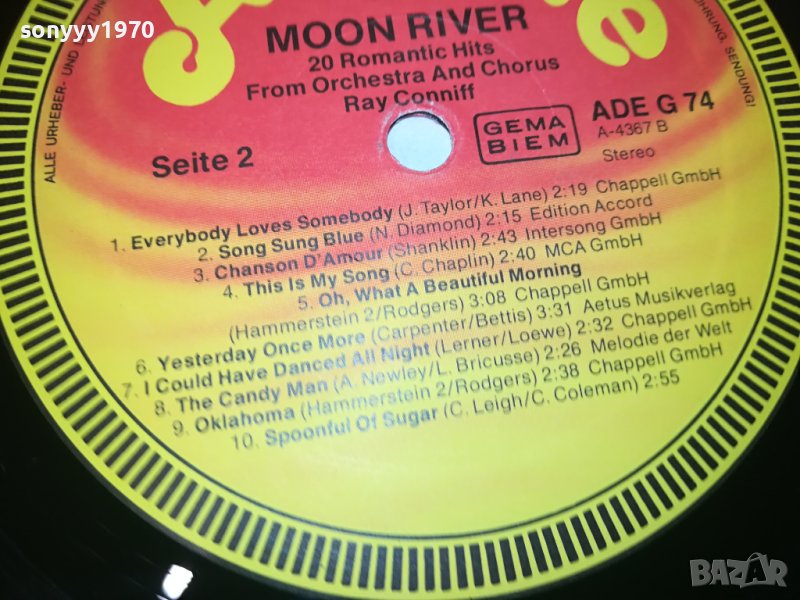 sonyyy1970
MOON RIVER
20 Romantic Hits
From Orchestra And Chorus
Ray Conniff
Seite 2
GEMA
BIEM
ADE G 74
A-4367 B
Stereo
1. Everybody Loves Somebody (J. Taylor/K. Lane) 2:19 Chappell GmbH
2. Song Sung Blue (N. Diamond) 2:15 Edition Accord
3. Chanson D'Amour (Shanklin) 2:43 Intersong GmbH
4. This Is My Song (C. Chaplin) 2:40 MCA GmbH
5. Oh, What A Beautiful Morning
(Hammerstein 2/Rodgers) 3:08 Chappell GmbH
6. Yesterday Once More (Carpenter/Bettis) 3:31 Aetus Musikverlag
7. I Could Have Danced All Night (Lerner/Loewe) 2:32 Chappell GmbH
8. The Candy Man (A. Newley/L. Bricusse) 2:26 Melodie der Welt
9. Oklahoma (Hammerstein 2/Rodgers) 2:38 Chappell GmbH
10. Spoonful Of Sugar (C. Leigh/C. Coleman) 2:55
ALLE URHEBER- UND
SENDUNG!
BAZAR